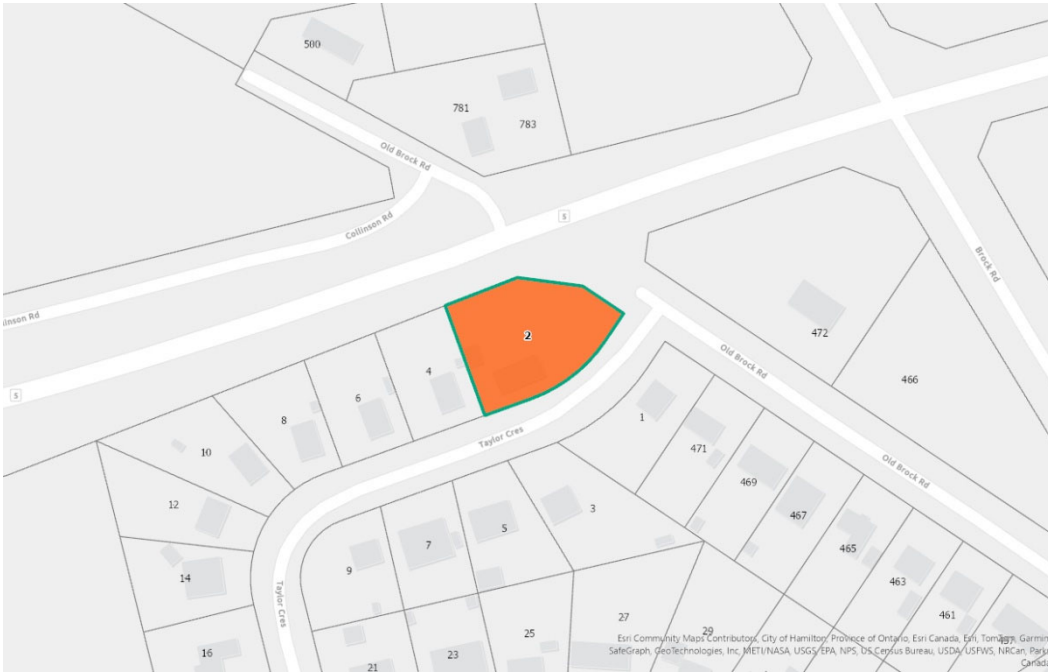 500
781
783
Old Brock Rd
Collinson Rd
5
linson Rd
5
2
472
466
Brock Rd
Old Brock Rd
4
6
8
10
12
14
16
Taylor Cres
1
471
469
467
465
463
461
Old Brock Rd
3
5
7
9
Taylor Cres
21
23
25
27
29
Esri Community Maps Contributors, City of Hamilton, Province of Ontario, Esri Canada, Esri, TomTom, Garmin
SafeGraph, GeoTechnologies, Inc, METI/NASA, USGS, EPA, NPS, US Census Bureau, USDA, USFWS, NRCan, Parks
Canada